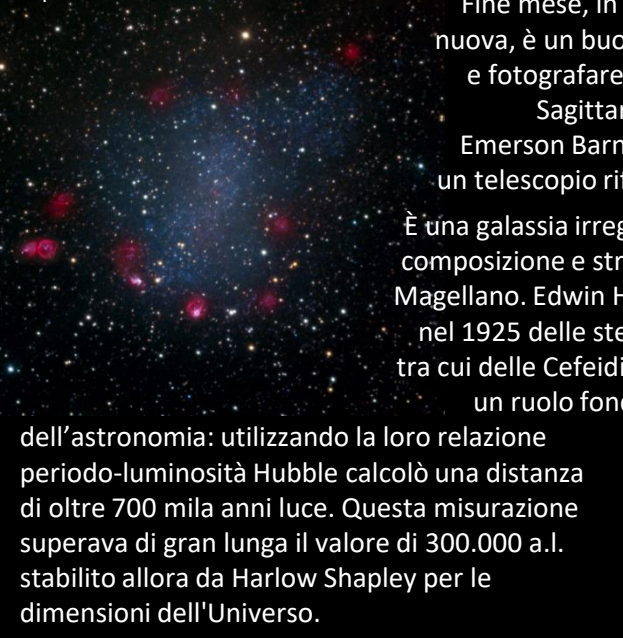 Fine mese, in
nuova, è un buo
e fotografare
Sagittar
Emerson Barn
un telescopio rif
È una galassia irreg
composizione e str
Magellano. Edwin H
nel 1925 delle ste
tra cui delle Cefeidi
un ruolo fond
dell’astronomia: utilizzando la loro relazione
periodo-luminosità Hubble calcolò una distanza
di oltre 700 mila anni luce. Questa misurazione
superava di gran lunga il valore di 300.000 a.l.
stabilito allora da Harlow Shapley per le
dimensioni dell'Universo.